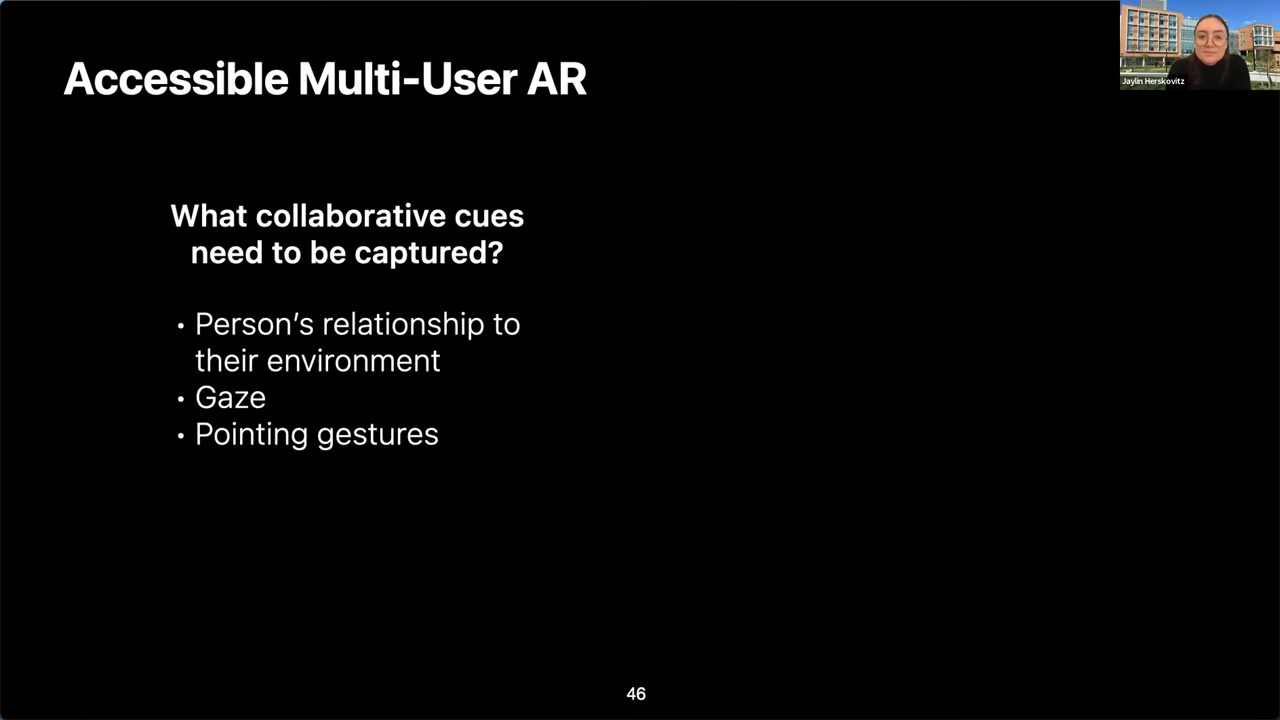 Accessible Multi-User AR
Jaylin Herskovitz
What collaborative cues
need to be captured?
• Person’s relationship to
their environment
• Gaze
• Pointing gestures
46